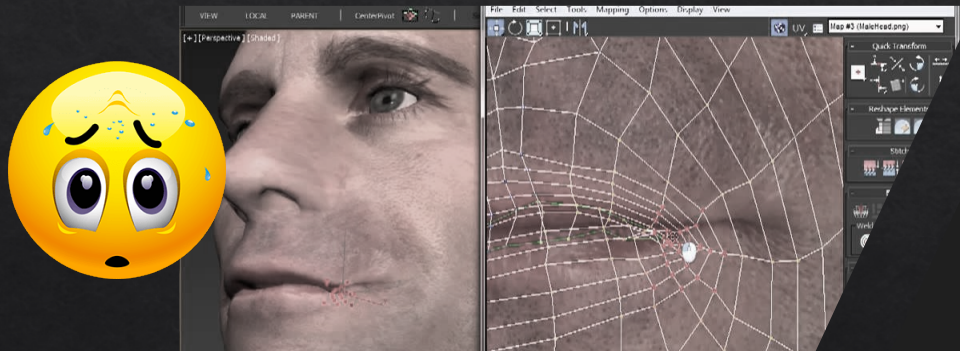 VIEW LOCAL PARENT CenterPivot
[+][Perspective][Shaded]
File Edit Select Tools Mapping Options Display View
UV
Map #3 (MaleHead.png)
Quick Transform
Reshape Elements